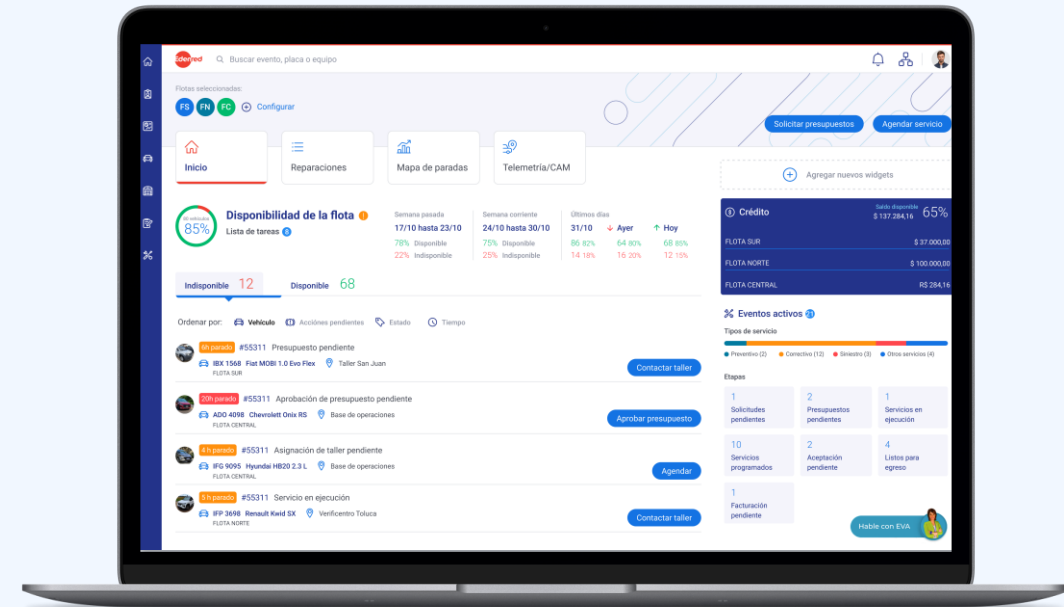 Edenred
Buscar evento, placa o equipo
Flotas seleccionadas:
FS FN FC Configurar
Solicitar presupuestos
Agendar servicio
Inicio
Reparaciones
Mapa de paradas
Telemetría/CAM
Agregar nuevos widgets
80 vehículos
85%
Disponibilidad de la flota
Lista de tareas
Semana pasada
17/10 hasta 23/10
78% Disponible
22% Indisponible
Semana corriente
24/10 hasta 30/10
75% Disponible
25% Indisponible
Últimos días
31/10 Ayer Hoy
86 82% 64 80% 68 85%
14 18% 16 20% 12 15%
Crédito
Saldo disponible
$ 137.284,16
65%
FLOTA SUR $ 37.000,00
FLOTA NORTE $ 100.000,00
FLOTA CENTRAL R$ 284,16
Indisponible 12
Disponible 68
Ordenar por: Vehículo Acciónes pendientes Estado Tiempo
6h parado #55311 Presupuesto pendiente
IBX 1568 Fiat MOBI 1.0 Evo Flex Taller San Juan
FLOTA SUR
Contactar taller
20h parado #55311 Aprobación de presupuesto pendiente
ADO 4098 Chevrolett Onix RS Base de operaciones
FLOTA CENTRAL
Aprobar presupuesto
4 h parado #55311 Asignación de taller pendiente
IFG 9095 Hyundai HB20 2.3 L Base de operaciones
FLOTA CENTRAL
Agendar
5 h parado #55311 Servicio en ejecución
IFP 3698 Renault Kwid SX Verificentro Toluca
FLOTA NORTE
Contactar taller
Eventos activos 21
Tipos de servicio
Preventivo (2) Correctivo (12) Siniestro (3) Otros servicios (4)
Etapas
1
Solicitudes
pendientes
2
Presupuestos
pendientes
1
Servicios en
ejecución
10
Servicios
programados
2
Aceptación
pendiente
4
Listos para
egreso
1
Facturación
pendiente
Hable con EVA